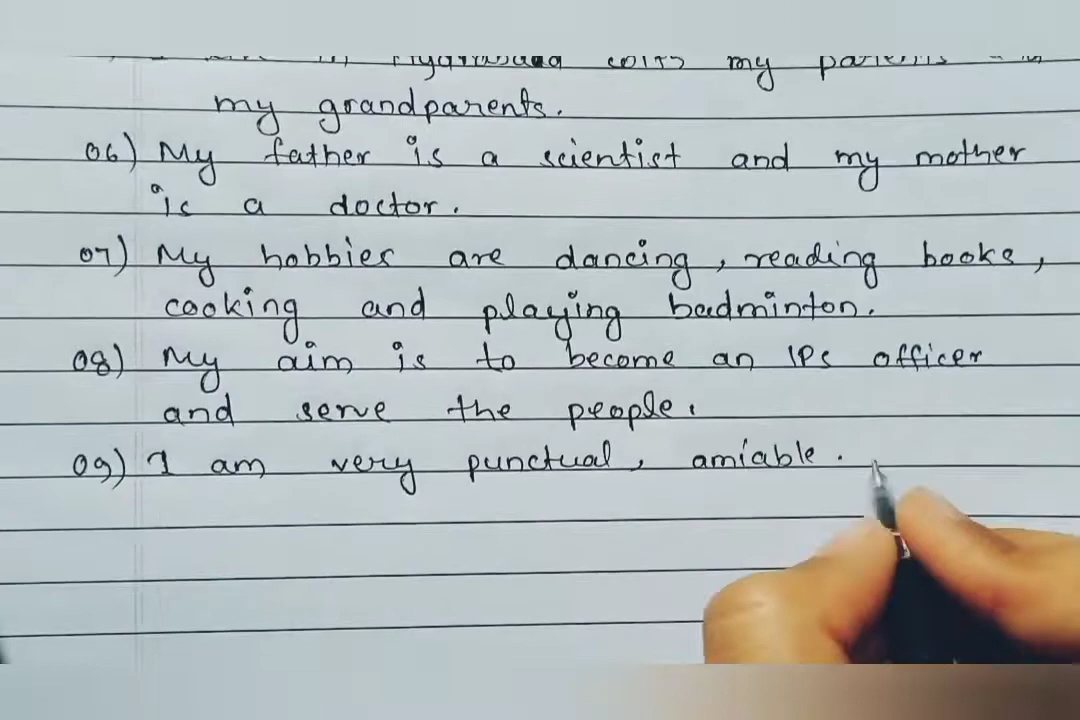 my
my grandparents.
06) My father is a scientist and my mother
is a doctor.
07) My hobbies are dancing, reading books,
cooking and playing badminton.
08) My aim is to become an IPS officer
and serve the people.
09) I am very punctual, amiable.